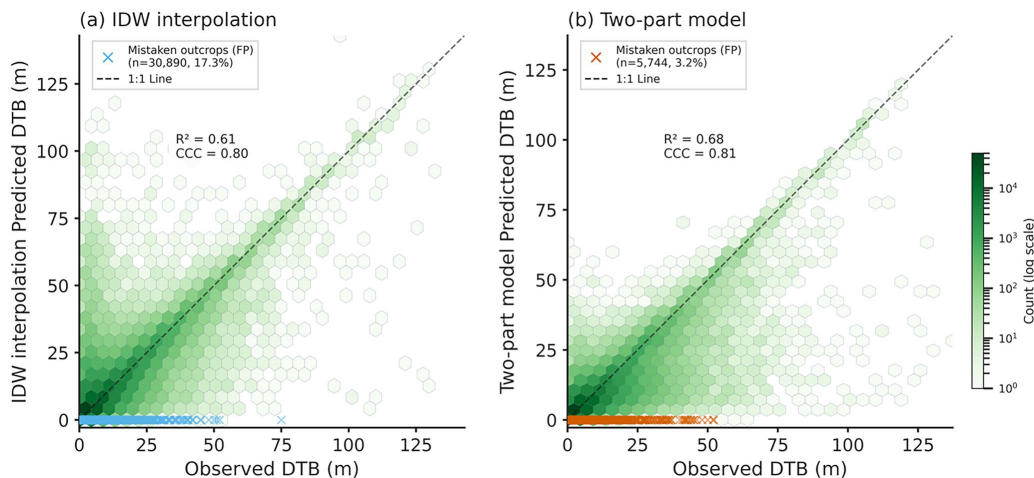 (a) IDW interpolation
Mistaken outcrops (FP)
(n=30,890, 17.3%)
1:1 Line
R² = 0.61
CCC = 0.80
IDW interpolation Predicted DTB (m)
125
100
75
50
25
0
0 25 50 75 100 125
Observed DTB (m)
(b) Two-part model
Mistaken outcrops (FP)
(n=5,744, 3.2%)
1:1 Line
R² = 0.68
CCC = 0.81
Two-part model Predicted DTB (m)
125
100
75
50
25
0
0 25 50 75 100 125
Observed DTB (m)
10⁴
10³
10²
10¹
10⁰
Count (log scale)